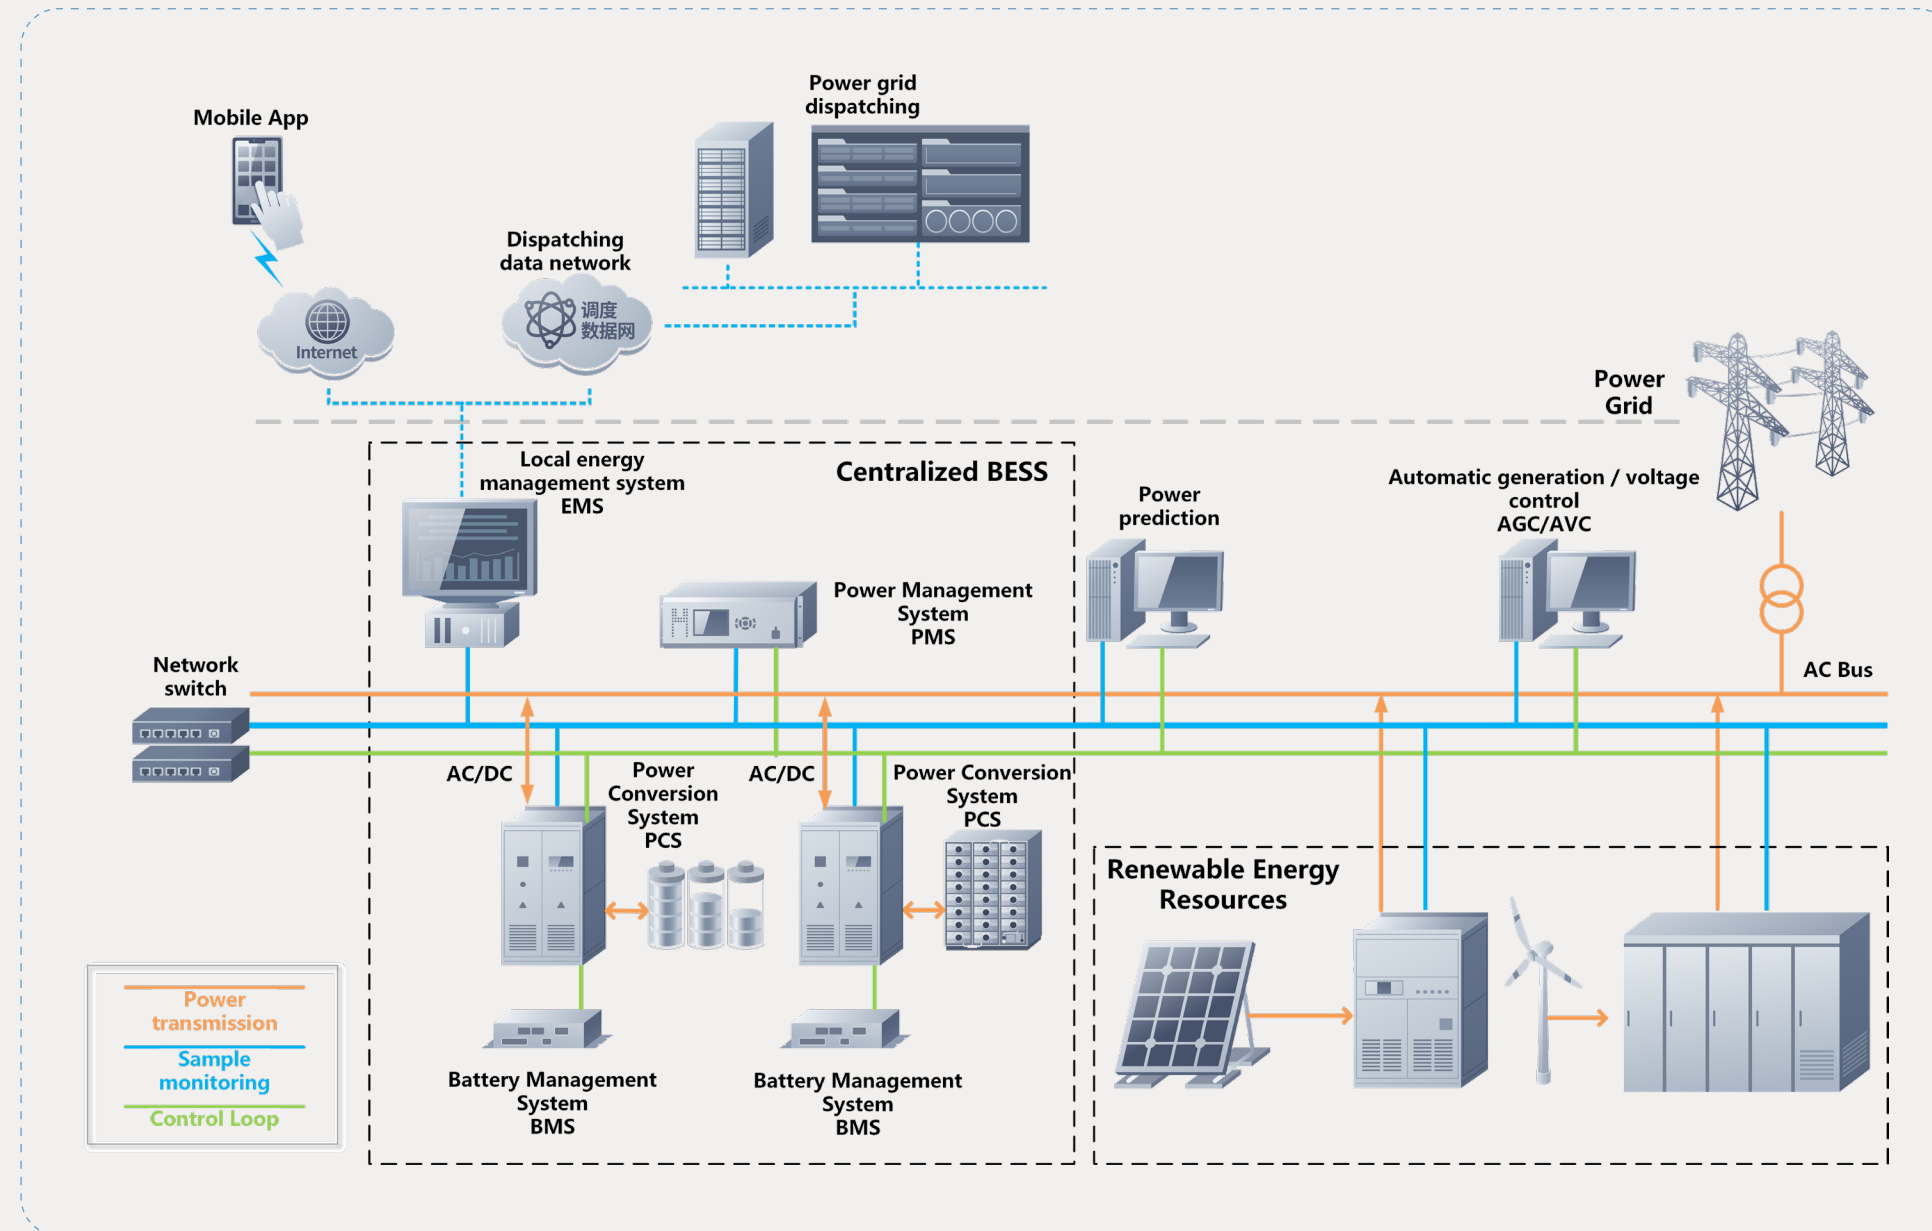 Power grid
dispatching
Mobile App
Dispatching
data network
调度
数据网
Internet
Power
Grid
Local energy
management system
EMS
Centralized BESS
Power
prediction
Automatic generation / voltage
control
AGC/AVC
Power Management
System
PMS
Network
switch
AC Bus
AC/DC
Power
Conversion
System
PCS
AC/DC
Power Conversion
System
PCS
Renewable Energy
Resources
Power
transmission
Sample
monitoring
Control Loop
Battery Management
System
BMS
Battery Management
System
BMS